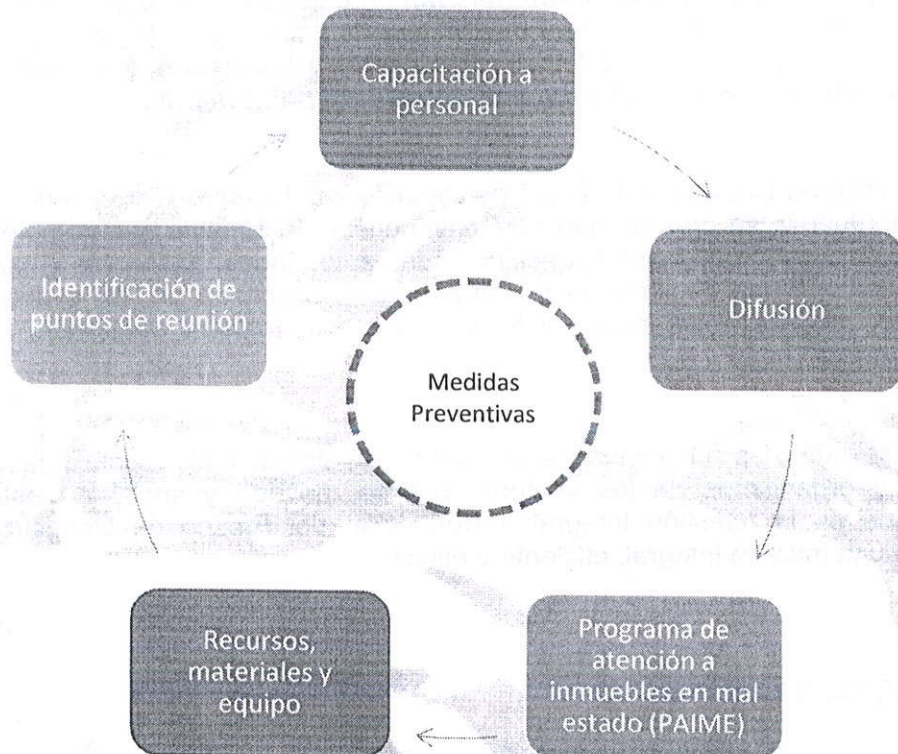 Capacitación a
personal
Difusión
Programa de
atención a
inmuebles en mal
estado (PAIME)
Recursos,
materiales y
equipo
Identificación de
puntos de reunión
Medidas
Preventivas